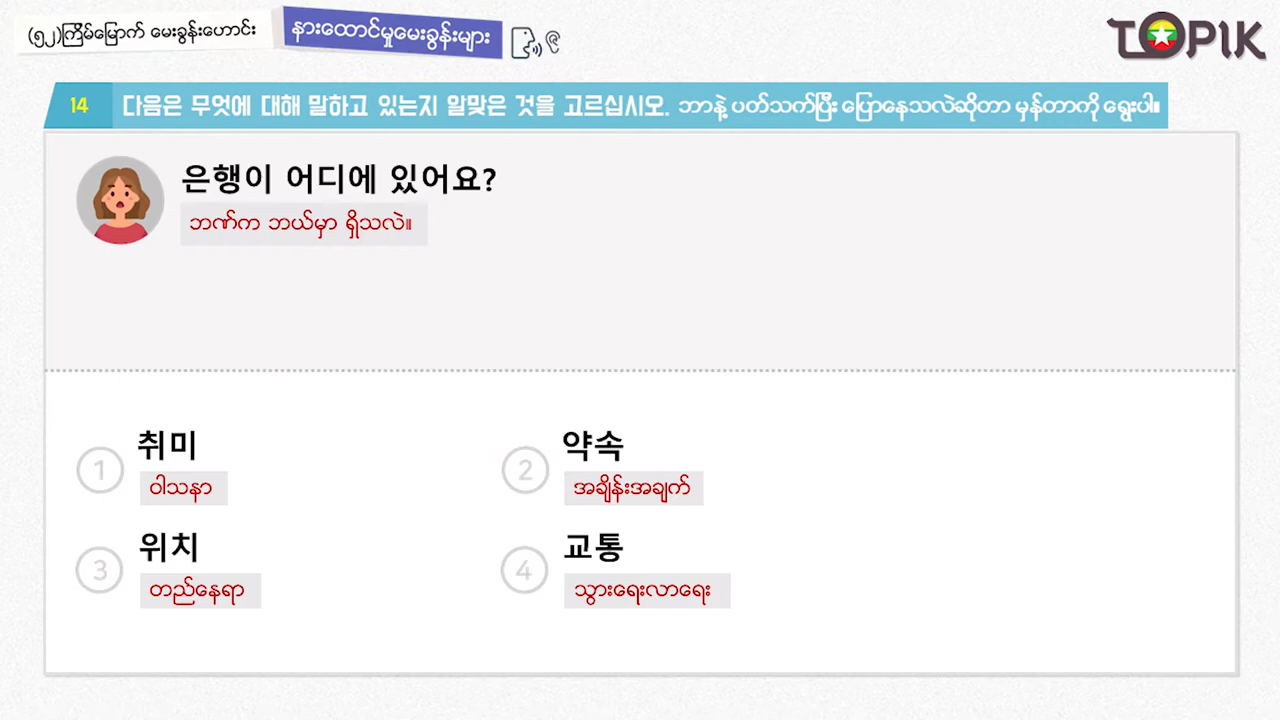 (၅၂)ကြိမ်မြောက် မေးခွန်းဟောင်း
နားထောင်မှုမေးခွန်းများ
TOPIK
14 다음은 무엇에 대해 말하고 있는지 알맞은 것을 고르십시오. ဘာနဲ့ ပတ်သက်ပြီး ပြောနေသလဲဆိုတာ မှန်တာကို ရွေးပါ။
은행이 어디에 있어요?
ဘဏ်က ဘယ်မှာ ရှိသလဲ။
1 취미
ဝါသနာ
2 약속
အချိန်းအချက်
3 위치
တည်နေရာ
4 교통
သွားရေးလာရေး